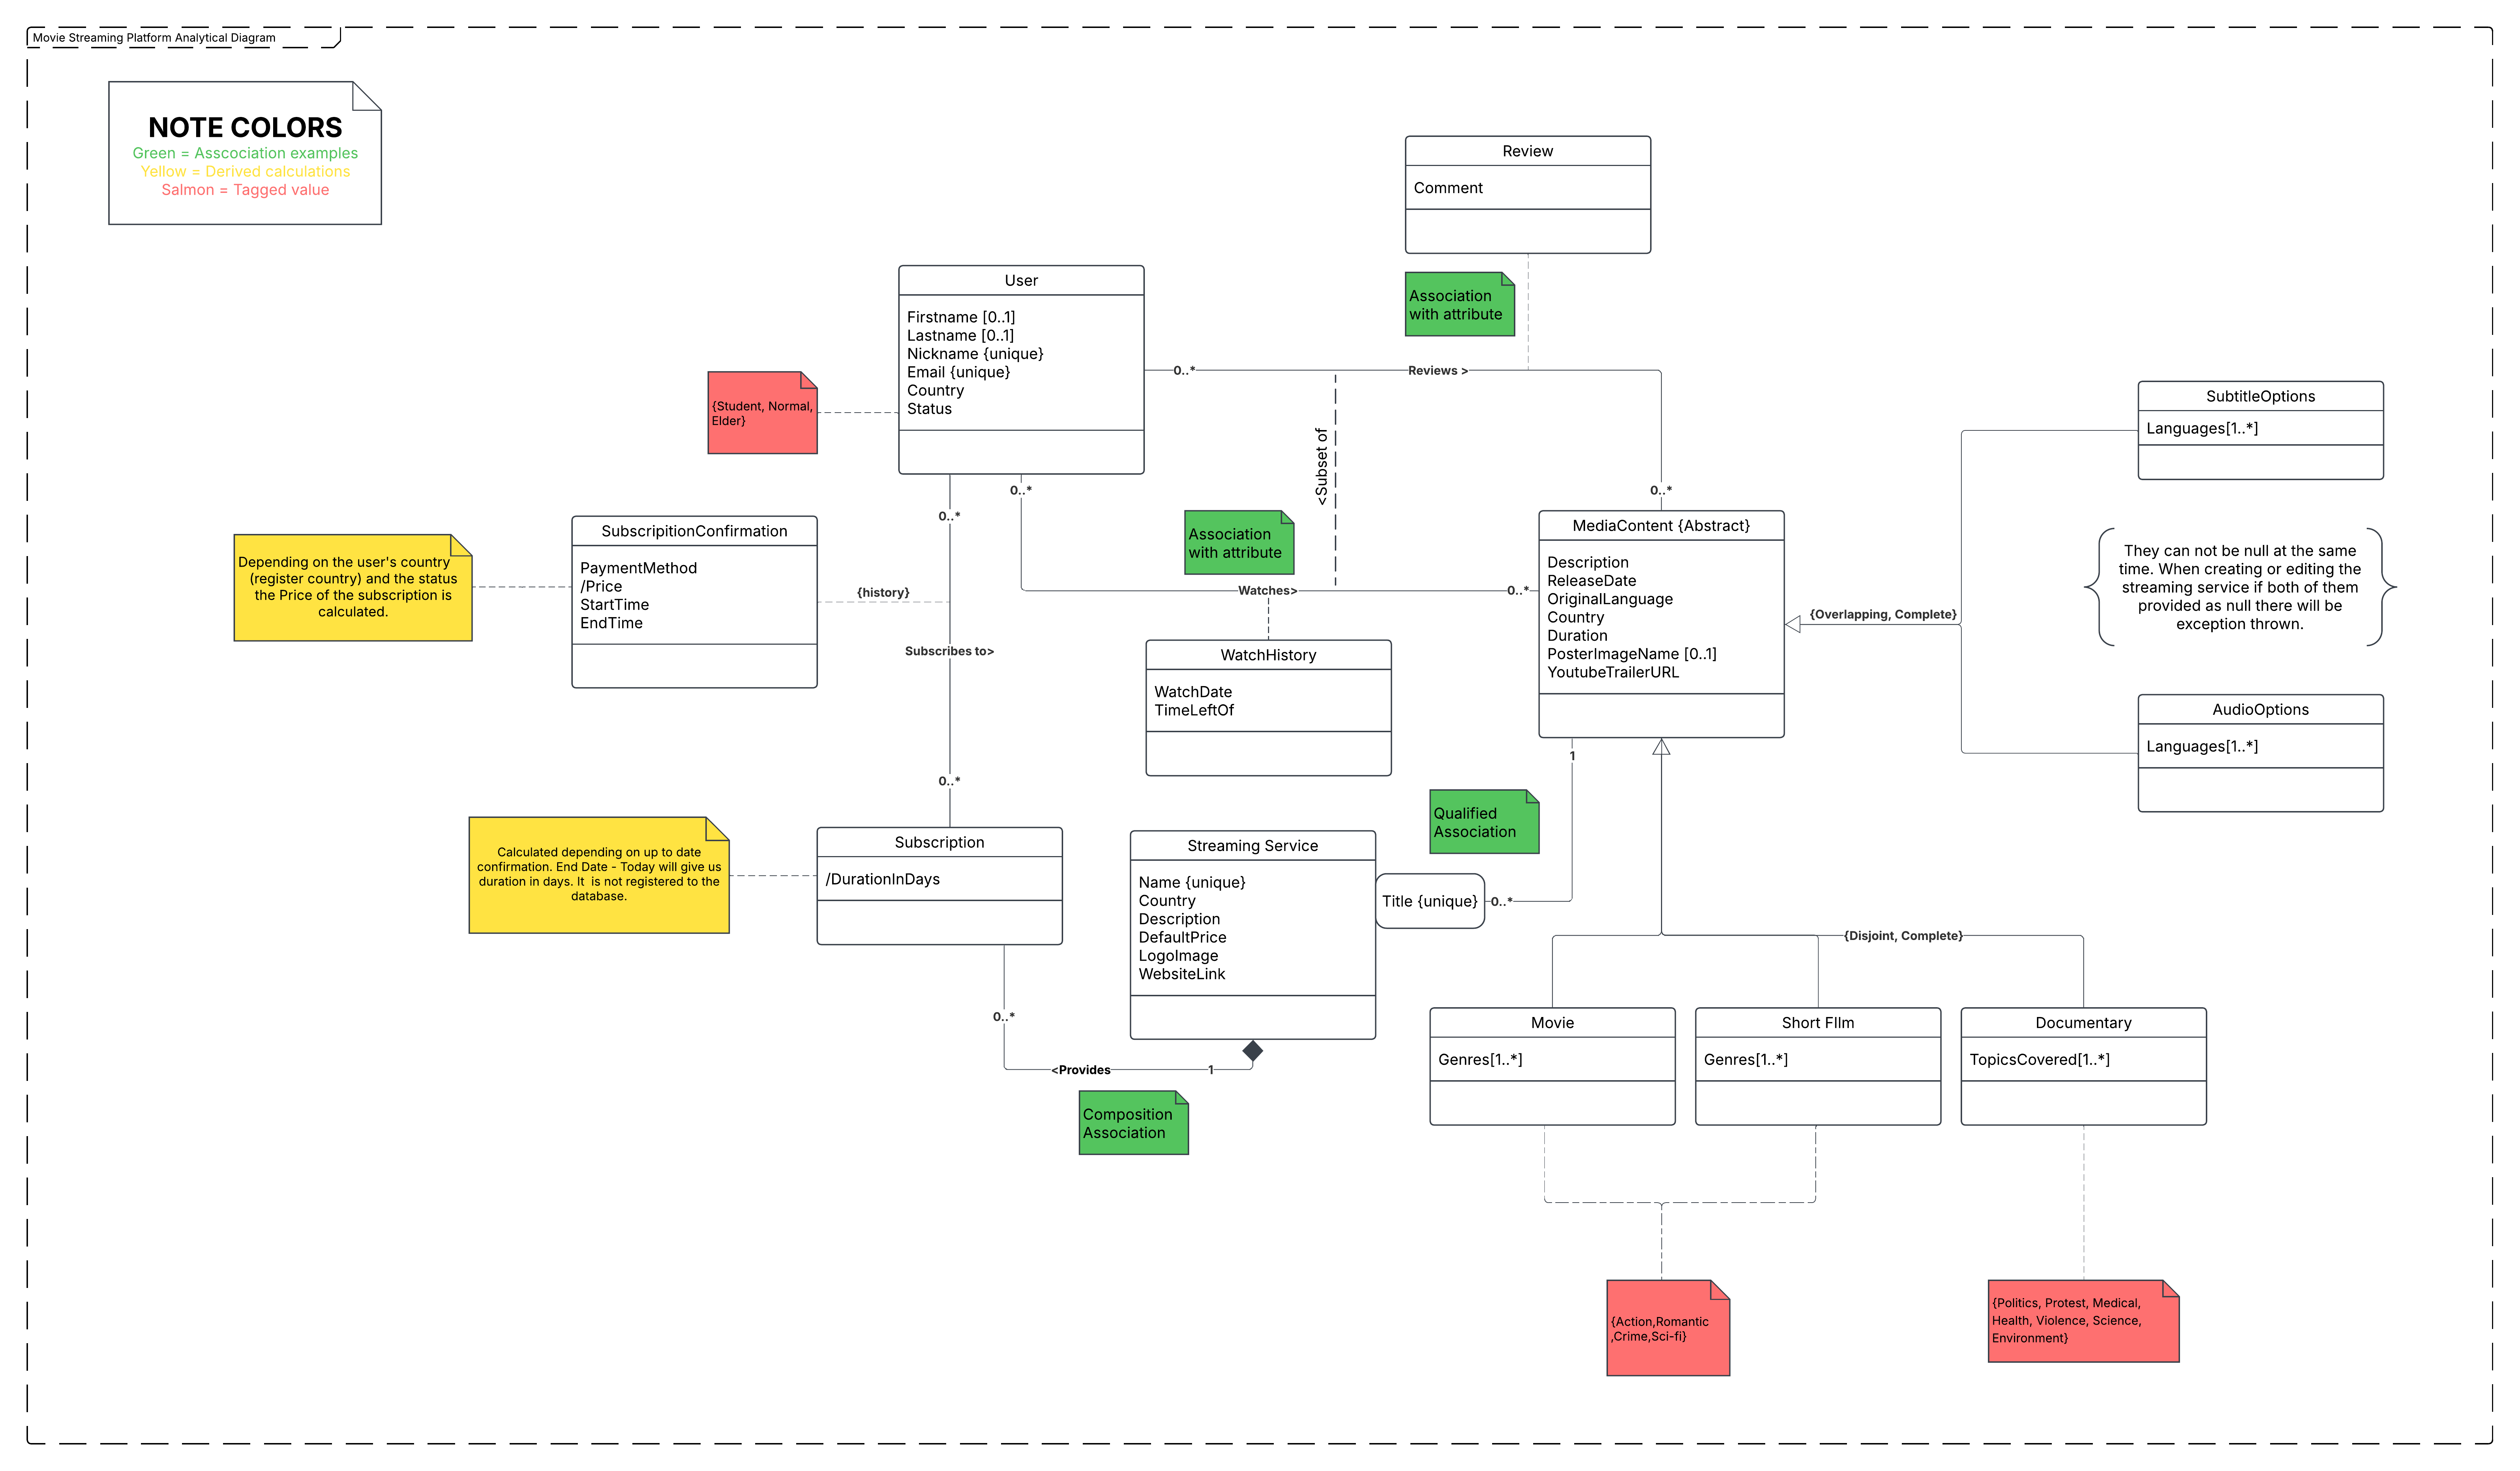 Movie Streaming Platform Analytical Diagram
NOTE COLORS
Green = Asscociation examples
Yellow = Derived calculations
Salmon = Tagged value
Review
Comment
Association
with attribute
User
Firstname [0..1]
Lastname [0..1]
Nickname {unique}
Email {unique}
Country
Status
{Student, Normal,
Elder}
0..*
Reviews >
0..*
<Subset of
0..*
0..*
Association
with attribute
Watches>
0..*
SubtitleOptions
Languages[1..*]
They can not be null at the same
time. When creating or editing the
streaming service if both of them
provided as null there will be
exception thrown.
MediaContent {Abstract}
Description
ReleaseDate
OriginalLanguage
Country
Duration
PosterImageName [0..1]
YoutubeTrailerURL
{Overlapping, Complete}
AudioOptions
Languages[1..*]
SubscripitionConfirmation
PaymentMethod
/Price
StartTime
EndTime
Depending on the user's country
(register country) and the status
the Price of the subscription is
calculated.
{history}
Subscribes to>
0..*
WatchHistory
WatchDate
TimeLeftOf
1
Qualified
Association
Subscription
/DurationInDays
Calculated depending on up to date
confirmation. End Date - Today will give us
duration in days. It  is not registered to the
database.
Streaming Service
Name {unique}
Country
Description
DefaultPrice
LogoImage
WebsiteLink
Title {unique}
0..*
{Disjoint, Complete}
0..*
<Provides
1
Composition
Association
Movie
Genres[1..*]
Short FIlm
Genres[1..*]
Documentary
TopicsCovered[1..*]
{Action,Romantic
,Crime,Sci-fi}
{Politics, Protest, Medical,
Health, Violence, Science,
Environment}